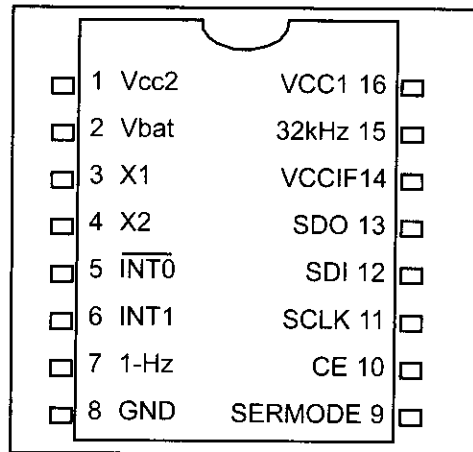 1 Vcc2 VCC1 16
2 Vbat 32kHz 15
3 X1 VCCIF14
4 X2 SDO 13
5 I̅N̅T̅0̅ SDI 12
6 INT1 SCLK 11
7 1-Hz CE 10
8 GND SERMODE 9